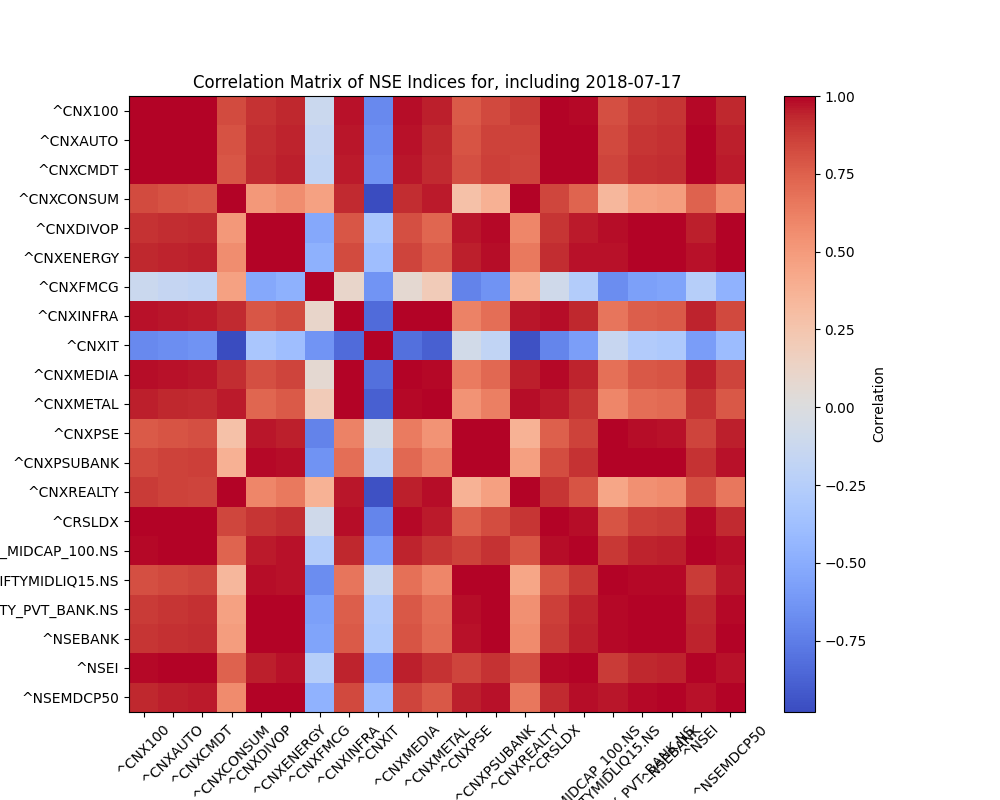 Correlation Matrix of NSE Indices for, including 2018-07-17
^CNX100
^CNXAUTO
^CNXCMDT
^CNXCONSUM
^CNXDIVOP
^CNXENERGY
^CNXFMCG
^CNXINFRA
^CNXIT
^CNXMEDIA
^CNXMETAL
^CNXPSE
^CNXPSUBANK
^CNXREALTY
^CRSLDX
_MIDCAP_100.NS
IFTYMIDLIQ15.NS
TY_PVT_BANK.NS
^NSEBANK
^NSEI
^NSEMDCP50
^CNX100
^CNXAUTO
^CNXCMDT
^CNXCONSUM
^CNXDIVOP
^CNXENERGY
^CNXFMCG
^CNXINFRA
^CNXIT
^CNXMEDIA
^CNXMETAL
^CNXPSE
^CNXPSUBANK
^CNXREALTY
^CRSLDX
MIDCAP_100.NS
TYMIDLIQ15.NS
PVT_BANK.NS
^NSEBANK
^NSEI
^NSEMDCP50
1.00
0.75
0.50
0.25
0.00
−0.25
−0.50
−0.75
Correlation